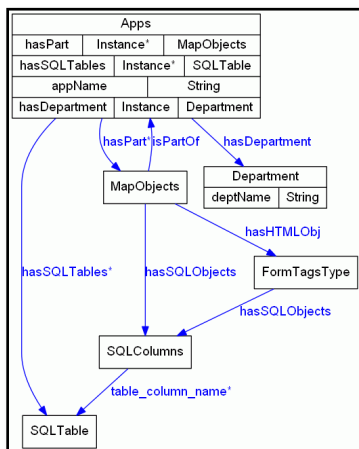 Apps
hasPart Instance* MapObjects
hasSQLTables Instance* SQLTable
appName String
hasDepartment Instance Department
hasPart* isPartOf hasDepartment
MapObjects
Department
deptName String
hasHTMLObj
hasSQLTables* hasSQLObjects FormTagsType
hasSQLObjects
SQLColumns
table_column_name*
SQLTable